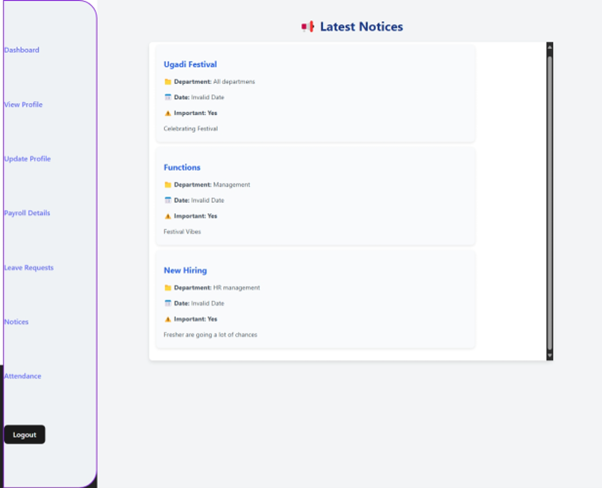 Dashboard
View Profile
Update Profile
Payroll Details
Leave Requests
Notices
Attendance
Logout
Latest Notices
Ugadi Festival
Department: All departmens
Date: Invalid Date
Important: Yes
Celebrating Festival
Functions
Department: Management
Date: Invalid Date
Important: Yes
Festival Vibes
New Hiring
Department: HR management
Date: Invalid Date
Important: Yes
Fresher are going a lot of chances